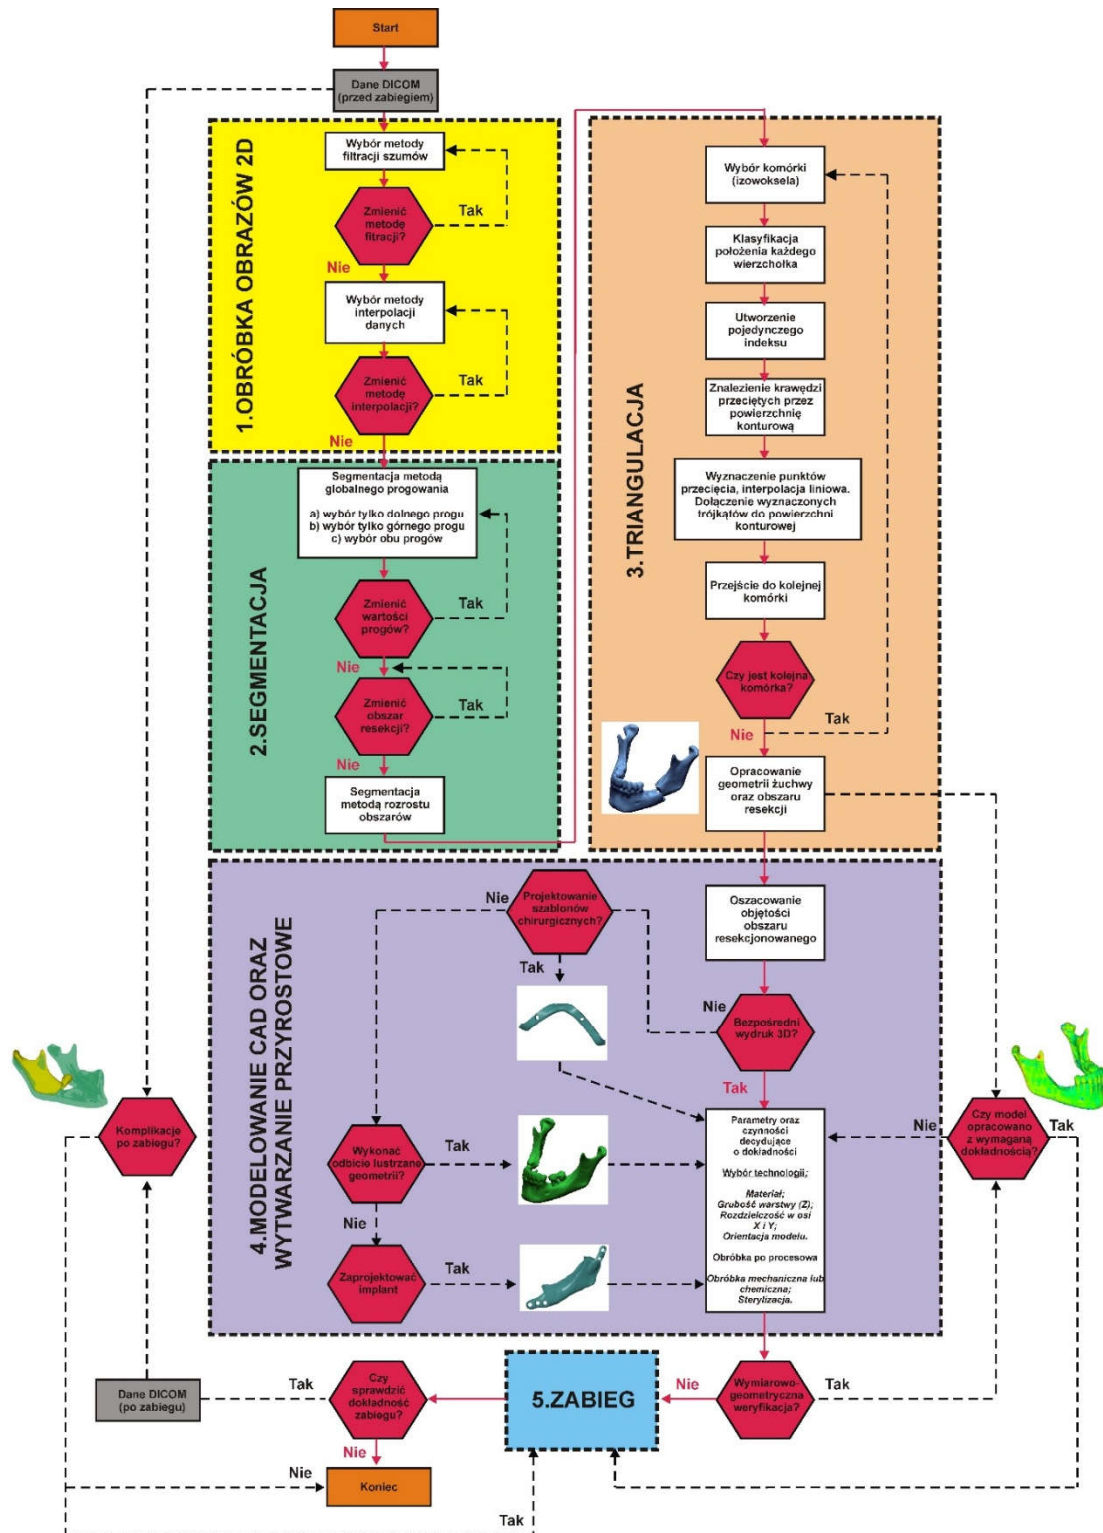 Start
Dane DICOM
(przed zabiegiem)
1.OBRÓBKA OBRAZÓW 2D
Wybór metody
filtracji szumów
Zmienić
metodę
fitracji?
Tak
Nie
Wybór metody
interpolacji
danych
Zmienić
metodę
interpolacji?
Tak
Nie
2.SEGMENTACJA
Segmentacja metodą
globalnego progowania
a) wybór tylko dolnego progu
b) wybór tylko górnego progu
c) wybór obu progów
Zmienić
wartości
progów?
Tak
Nie
Zmienić
obszar
resekcji?
Tak
Nie
Segmentacja
metodą rozrostu
obszarów
3.TRIANGULACJA
Wybór komórki
(izowoksela)
Klasyfikacja
położenia każdego
wierzchołka
Utworzenie
pojedynczego
indeksu
Znalezienie krawędzi
przeciętych przez
powierzchnię
konturową
Wyznaczenie punktów
przecięcia, interpolacja liniowa.
Dołączenie wyznaczonych
trójkątów do powierzchni
konturowej
Przejście do kolejnej
komórki
Czy jest kolejna
komórka?
Nie
Tak
Opracowanie
geometrii żuchwy
oraz obszaru
resekcji
4.MODELOWANIE CAD ORAZ
WYTWARZANIE PRZYROSTOWE
Oszacowanie
objętości
obszaru
resekcjonowanego
Nie
Projektowanie
szablonów
chirurgicznych?
Tak
Nie
Bezpośredni
wydruk 3D?
Tak
Parametry oraz
czynności
decydujące
o dokładności
Wybór technologii;
Materiał;
Grubość warstwy (Z);
Rozdzielczość w osi
X i Y;
Orientacja modelu.
Obróbka po procesowa
Obróbka mechaniczna lub
chemiczna;
Sterylizacja.
Wykonać
odbicie lustrzane
geometrii?
Tak
Nie
Zaprojektować
implant
Tak
Komplikacje
po zabiegu?
Czy model
opracowano
z wymaganą
dokładnością?
Nie
Tak
Dane DICOM
(po zabiegu)
Tak
Czy
sprawdzić
dokładność
zabiegu?
Nie
5.ZABIEG
Nie
Wymiarowo-
geometryczna
weryfikacja?
Tak
Nie
Koniec
Tak